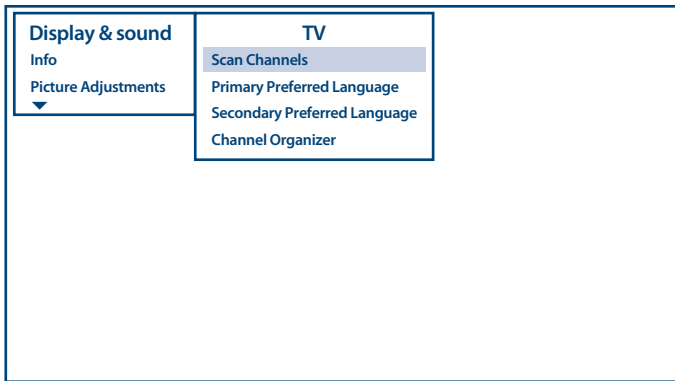 Display & sound
Info
Picture Adjustments
TV
Scan Channels
Primary Preferred Language
Secondary Preferred Language
Channel Organizer